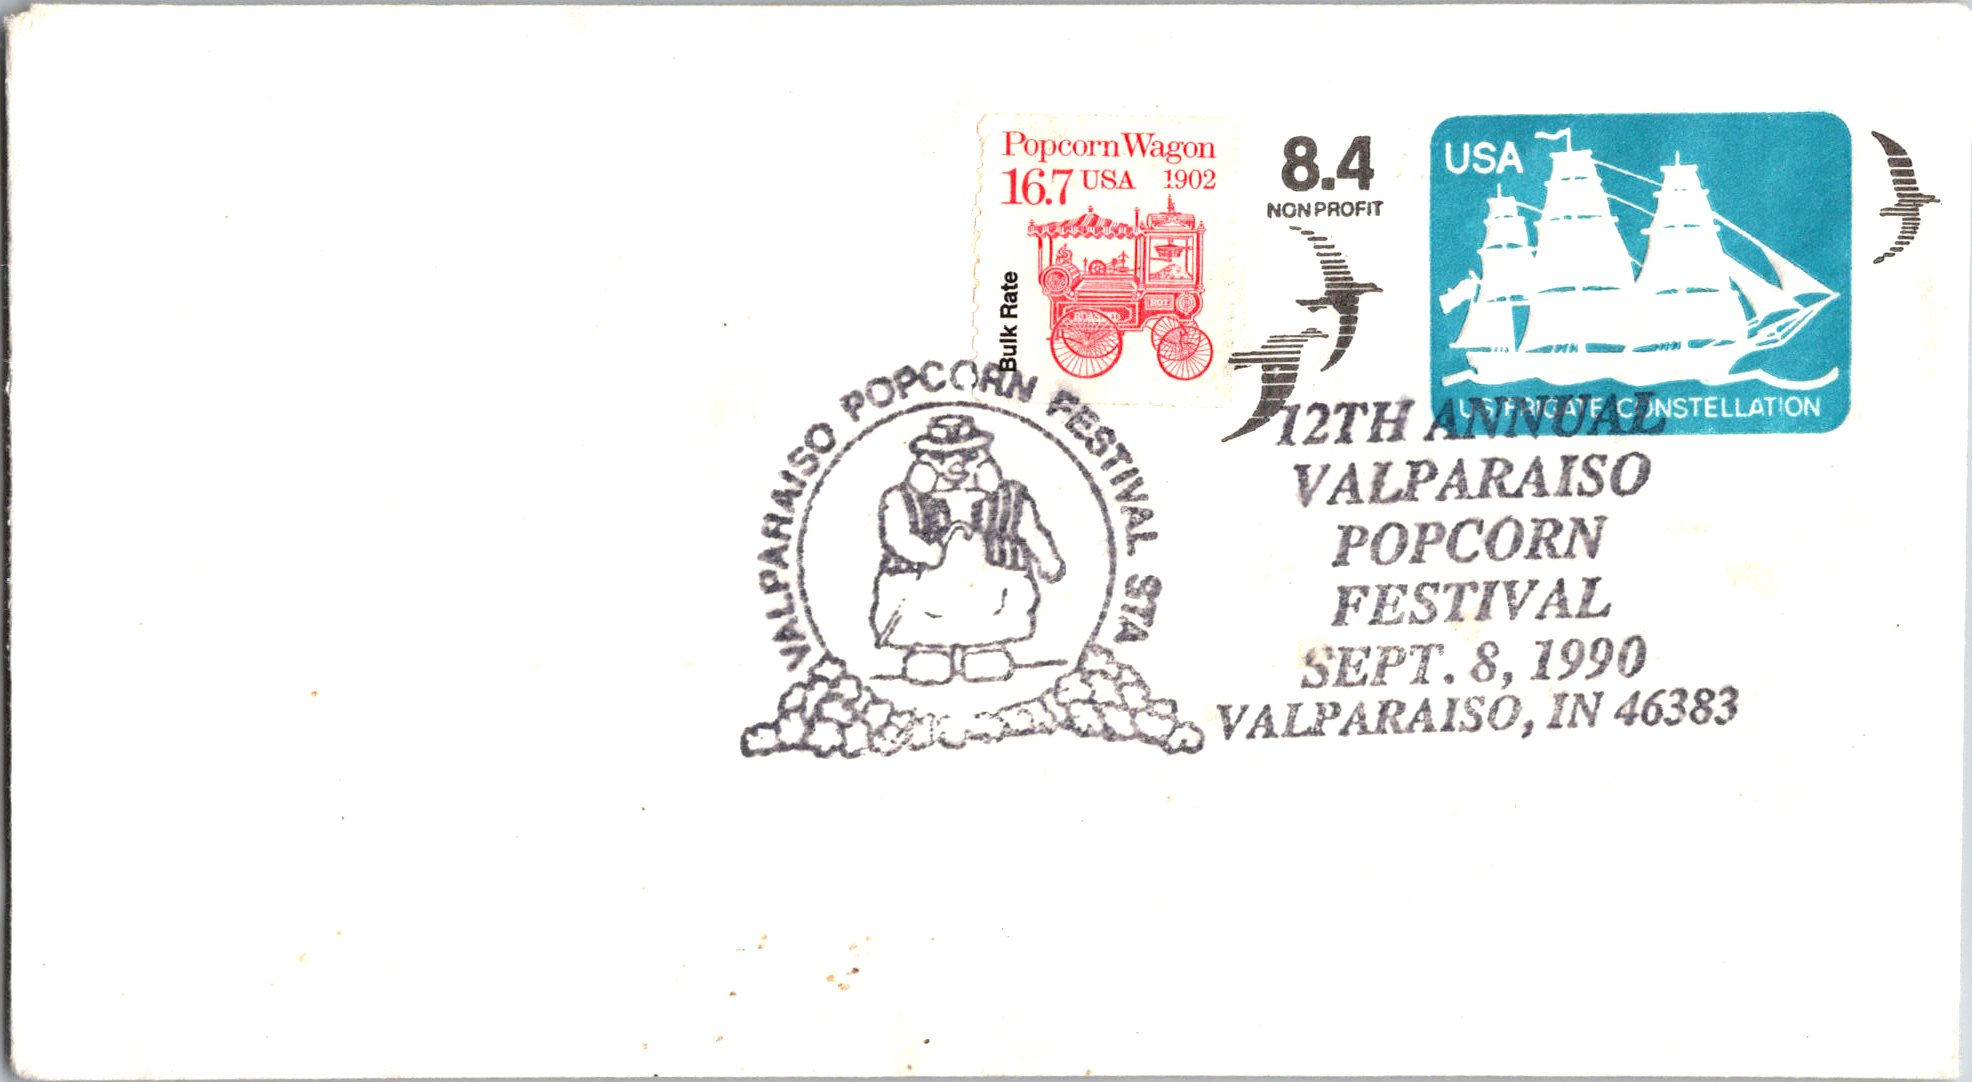 Popcorn Wagon
16.7 USA 1902
Bulk Rate
HOT
8.4
NONPROFIT
USA
US FRIGATE CONSTELLATION
VALPARAISO POPCORN FESTIVAL STA
12TH ANNUAL
VALPARAISO
POPCORN
FESTIVAL
SEPT. 8, 1990
VALPARAISO, IN 46383